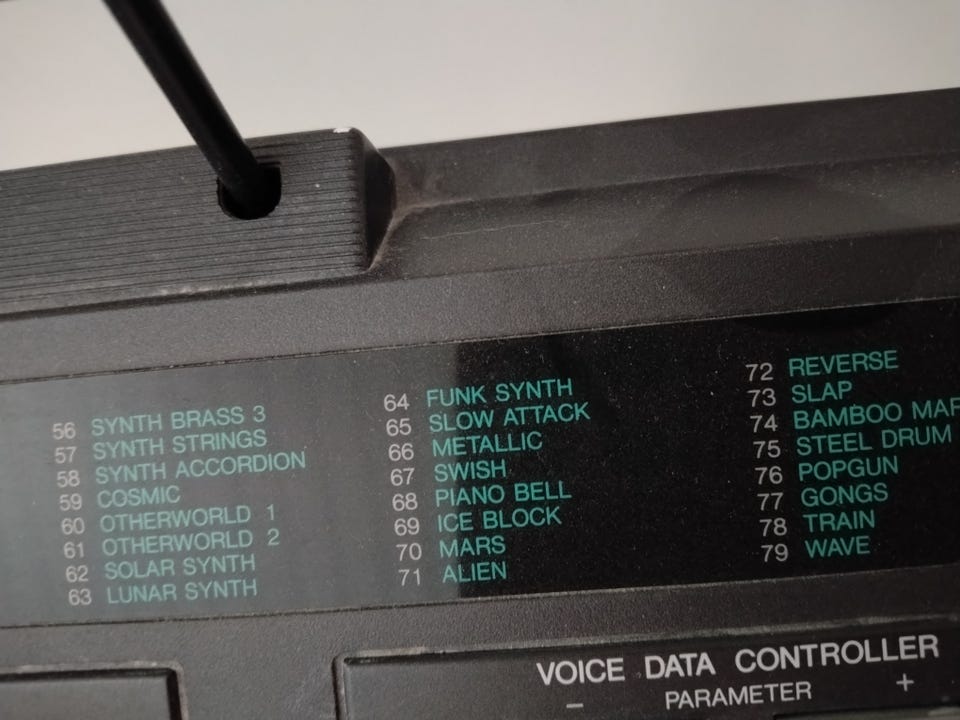 56 SYNTH BRASS 3
57 SYNTH STRINGS
58 SYNTH ACCORDION
59 COSMIC
60 OTHERWORLD 1
61 OTHERWORLD 2
62 SOLAR SYNTH
63 LUNAR SYNTH
64 FUNK SYNTH
65 SLOW ATTACK
66 METALLIC
67 SWISH
68 PIANO BELL
69 ICE BLOCK
70 MARS
71 ALIEN
72 REVERSE
73 SLAP
74 BAMBOO MAR
75 STEEL DRUM
76 POPGUN
77 GONGS
78 TRAIN
79 WAVE
VOICE DATA CONTROLLER
– PARAMETER +